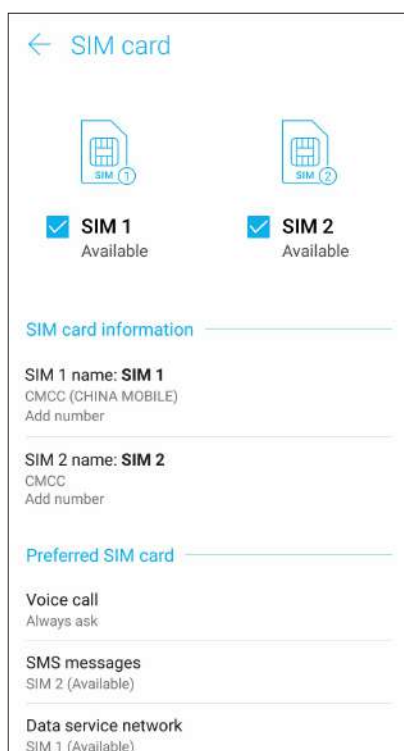 SIM card
SIM 1
SIM 2
SIM 1
SIM 2
Available
Available
SIM card information
SIM 1 name: SIM 1
CMCC (CHINA MOBILE)
Add number
SIM 2 name: SIM 2
CMCC
Add number
Preferred SIM card
Voice call
Always ask
SMS messages
SIM 2 (Available)
Data service network
SIM 1 (Available)